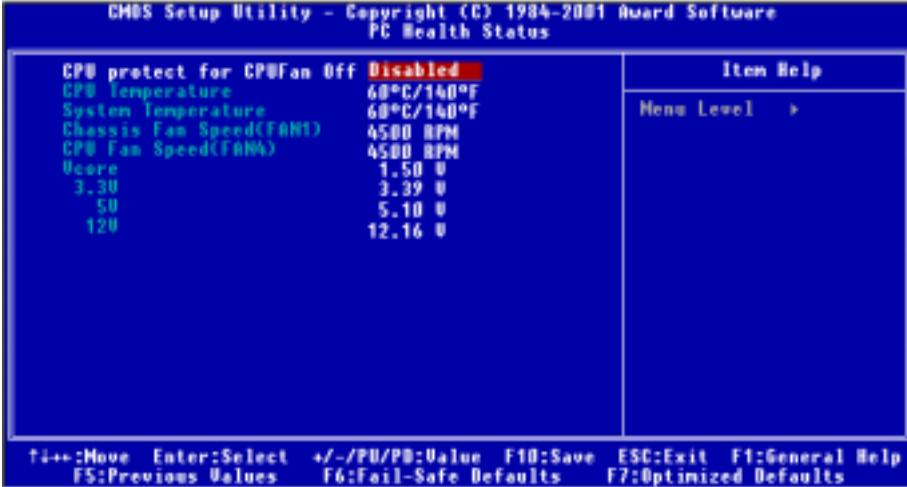 CMOS Setup Utility - Copyright (C) 1984-2001 Award Software
PC Health Status
CPU protect for CPUFan Off Disabled
Item Help
CPU Temperature 60°C/140°F
System Temperature 60°C/140°F
Menu Level ▸
Chassis Fan Speed(FAN1) 4500 RPM
CPU Fan Speed(FAN4) 4500 RPM
Vcore 1.50 V
3.3V 3.39 V
5V 5.10 V
12V 12.16 V
↑↓→←:Move Enter:Select +/-/PU/PD:Value F10:Save ESC:Exit F1:General Help
F5:Previous Values F6:Fail-Safe Defaults F7:Optimized Defaults